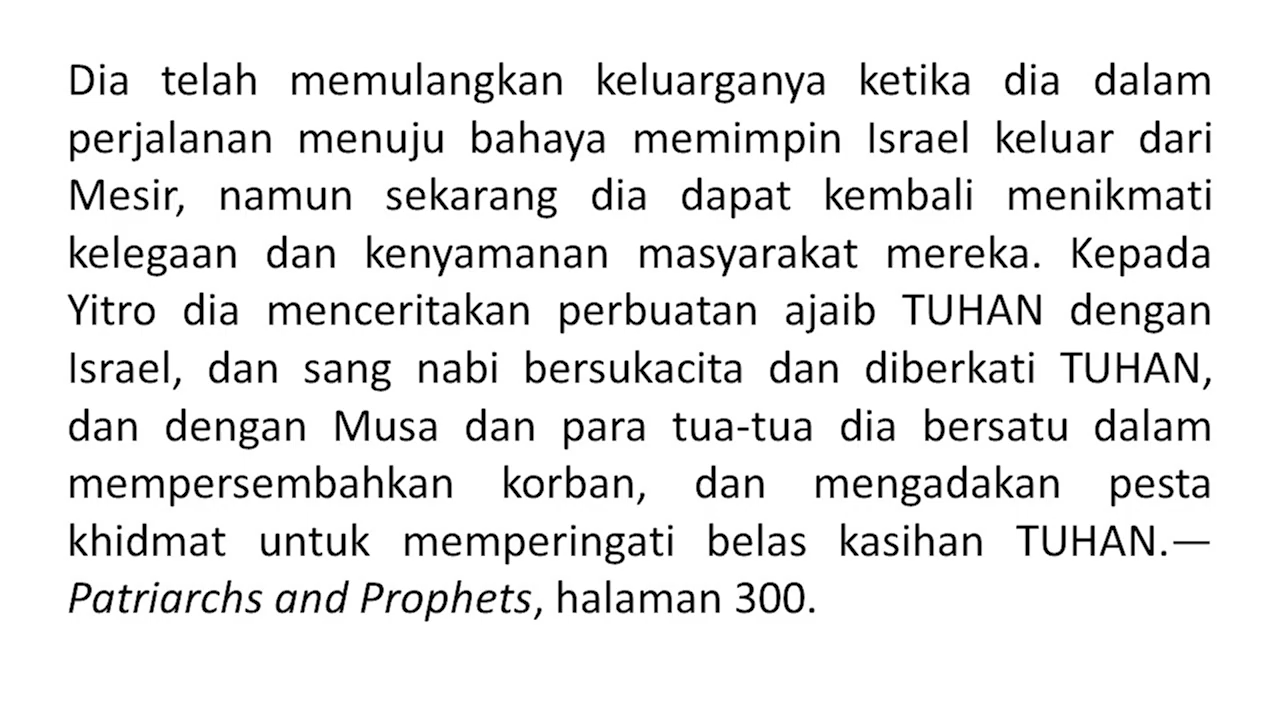 Dia telah memulangkan keluarganya ketika dia dalam
perjalanan menuju bahaya memimpin Israel keluar dari
Mesir, namun sekarang dia dapat kembali menikmati
kelegaan dan kenyamanan masyarakat mereka. Kepada
Yitro dia menceritakan perbuatan ajaib TUHAN dengan
Israel, dan sang nabi bersukacita dan diberkati TUHAN,
dan dengan Musa dan para tua-tua dia bersatu dalam
mempersembahkan korban, dan mengadakan pesta
khidmat untuk memperingati belas kasihan TUHAN.—
Patriarchs and Prophets, halaman 300.